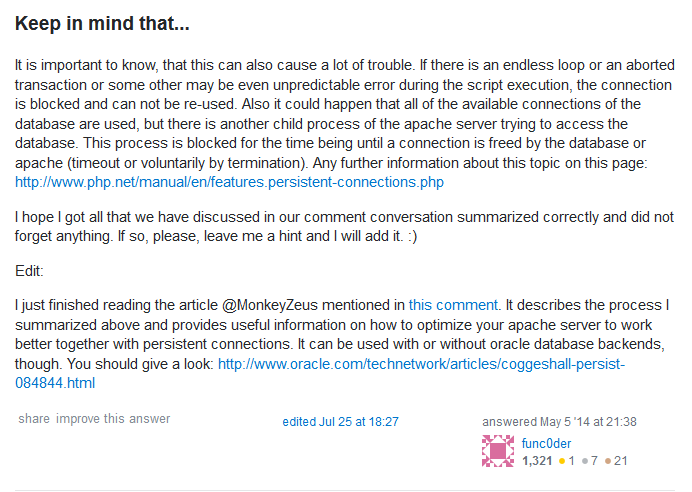 Keep in mind that...
It is important to know, that this can also cause a lot of trouble. If there is an endless loop or an aborted
transaction or some other may be even unpredictable error during the script execution, the connection
is blocked and can not be re-used. Also it could happen that all of the available connections of the
database are used, but there is another child process of the apache server trying to access the
database. This process is blocked for the time being until a connection is freed by the database or
apache (timeout or voluntarily by termination). Any further information about this topic on this page:
http://www.php.net/manual/en/features.persistent-connections.php
I hope I got all that we have discussed in our comment conversation summarized correctly and did not
forget anything. If so, please, leave me a hint and I will add it. :)
Edit:
I just finished reading the article @MonkeyZeus mentioned in this comment. It describes the process I
summarized above and provides useful information on how to optimize your apache server to work
better together with persistent connections. It can be used with or without oracle database backends,
though. You should give a look: http://www.oracle.com/technetwork/articles/coggeshall-persist-
084844.html
share improve this answer
edited Jul 25 at 18:27
answered May 5 '14 at 21:38
func0der
1,321 ● 1 ● 7 ● 21